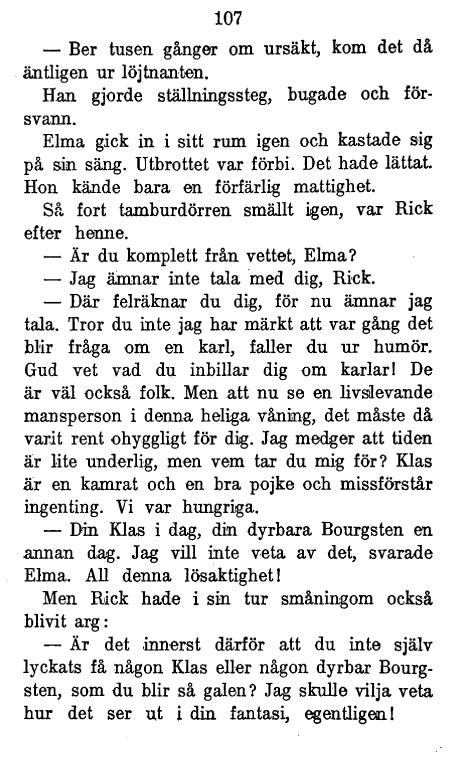 107
— Ber tusen gånger om ursäkt, kom det då
äntligen ur löjtnanten.
Han gjorde ställningssteg, bugade och för-
svann.
Elma gick in i sitt rum igen och kastade sig
på sin säng. Utbrottet var förbi. Det hade lättat.
Hon kände bara en förfärlig mattighet.
Så fort tamburdörren smällt igen, var Rick
efter henne.
— Är du komplett från vettet, Elma?
— Jag ämnar inte tala med dig, Rick.
— Där felräknar du dig, för nu ämnar jag
tala. Tror du inte jag har märkt att var gång det
blir fråga om en karl, faller du ur humör.
Gud vet vad du inbillar dig om karlar! De
är väl också folk. Men att nu se en livslevande
mansperson i denna heliga våning, det måste då
varit rent ohyggligt för dig. Jag medger att tiden
är lite underlig, men vem tar du mig för? Klas
är en kamrat och en bra pojke och missförstår
ingenting. Vi var hungriga.
— Din Klas i dag, din dyrbara Bourgsten en
annan dag. Jag vill inte veta av det, svarade
Elma. All denna lösaktighet!
Men Rick hade i sin tur småningom också
blivit arg:
— Är det innerst därför att du inte själv
lyckats få någon Klas eller någon dyrbar Bourg-
sten, som du blir så galen? Jag skulle vilja veta
hur det ser ut i din fantasi, egentligen!